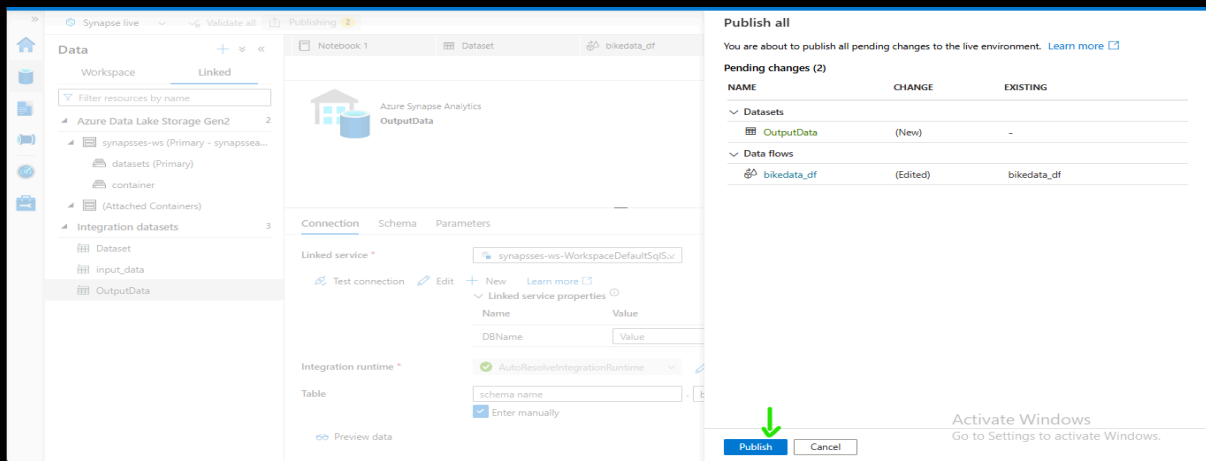 Synapse live
Validate all
Publishing 2
Data
Workspace
Linked
Filter resources by name
Azure Data Lake Storage Gen2 2
synapsses-ws (Primary - synapssea...
datasets (Primary)
container
(Attached Containers)
Integration datasets 3
Dataset
input_data
OutputData
Notebook 1
Dataset
bikedata_df
Azure Synapse Analytics
OutputData
Connection
Schema
Parameters
Linked service *
synapsses-ws-WorkspaceDefaultSqlS...
Test connection
Edit
New
Learn more
Linked service properties
Name
Value
DBName
Value
Integration runtime *
AutoResolveIntegrationRuntime
Table
schema name
.
Enter manually
Preview data
Publish all
You are about to publish all pending changes to the live environment. Learn more
Pending changes (2)
NAME CHANGE EXISTING
Datasets
OutputData (New) -
Data flows
bikedata_df (Edited) bikedata_df
Activate Windows
Go to Settings to activate Windows.
Publish
Cancel